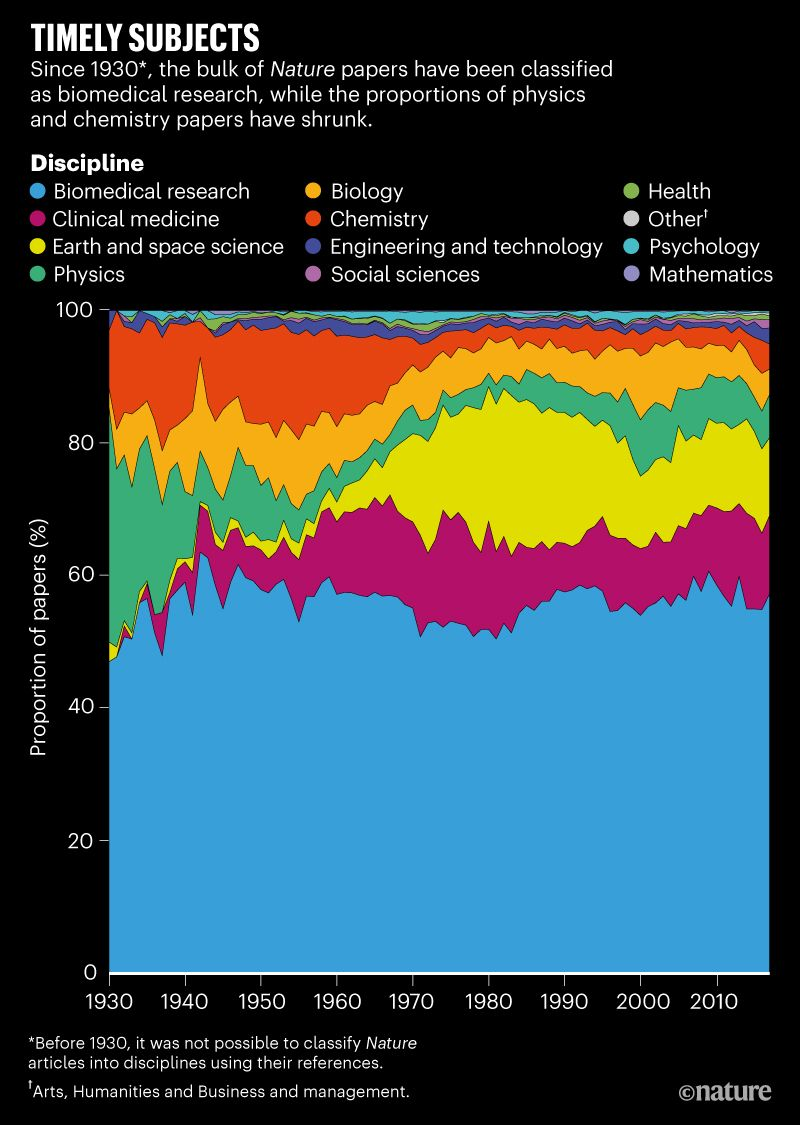 TIMELY SUBJECTS
Since 1930*, the bulk of Nature papers have been classified
as biomedical research, while the proportions of physics
and chemistry papers have shrunk.
Discipline
Biomedical research
Biology
Health
Clinical medicine
Chemistry
Other†
Earth and space science
Engineering and technology
Psychology
Physics
Social sciences
Mathematics
Proportion of papers (%)
100
80
60
40
20
0
1930 1940 1950 1960 1970 1980 1990 2000 2010
*Before 1930, it was not possible to classify Nature
articles into disciplines using their references.
†Arts, Humanities and Business and management.
©nature